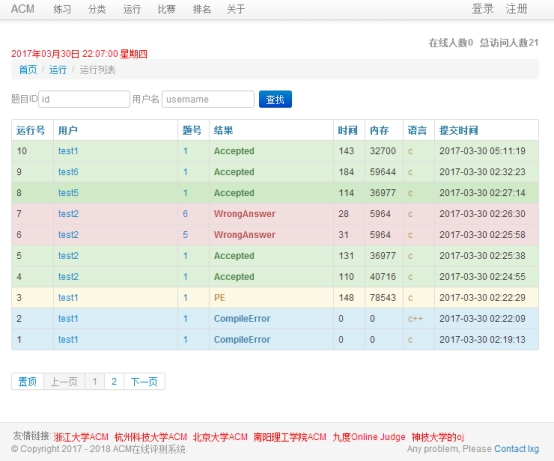 ACM 练习 分类 运行 比赛 排名 关于 登录 注册
在线人数0 总访问人数21
2017年03月30日 22:07:00 星期四
首页 / 运行 / 运行列表
题目ID id 用户名 username 查找
运行号 用户 题号 结果 时间 内存 语言 提交时间
10 test1 1 Accepted 143 32700 c 2017-03-30 05:11:19
9 test6 1 Accepted 184 59644 c 2017-03-30 02:32:23
8 test5 1 Accepted 114 36977 c 2017-03-30 02:27:14
7 test2 6 WrongAnswer 28 5964 c 2017-03-30 02:26:30
6 test2 5 WrongAnswer 31 5964 c 2017-03-30 02:25:58
5 test2 1 Accepted 131 36977 c 2017-03-30 02:25:38
4 test2 1 Accepted 110 40716 c 2017-03-30 02:24:55
3 test1 1 PE 148 78543 c 2017-03-30 02:22:29
2 test1 1 CompileError 0 0 c++ 2017-03-30 02:22:09
1 test1 1 CompileError 0 0 c 2017-03-30 02:19:13
置顶 上一页 1 2 下一页
友情链接: 浙江大学ACM 杭州科技大学ACM 北京大学ACM 南阳理工学院ACM 九度Online Judge 神技大学的oj
© Copyright 2017 - 2018 ACM在线评测系统. Any problem, Please Contact lxg